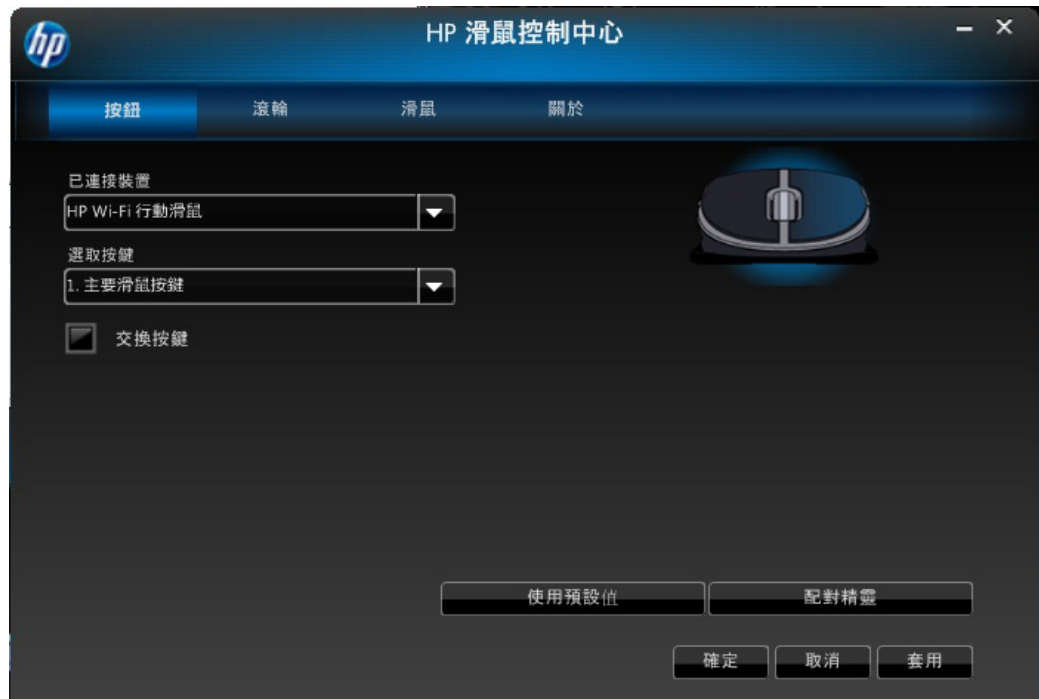 hp
HP 滑鼠控制中心
按鈕 滾輪 滑鼠 關於
已連接裝置
HP Wi-Fi 行動滑鼠
選取按鍵
1. 主要滑鼠按鍵
交換按鍵
使用預設值 配對精靈
確定 取消 套用